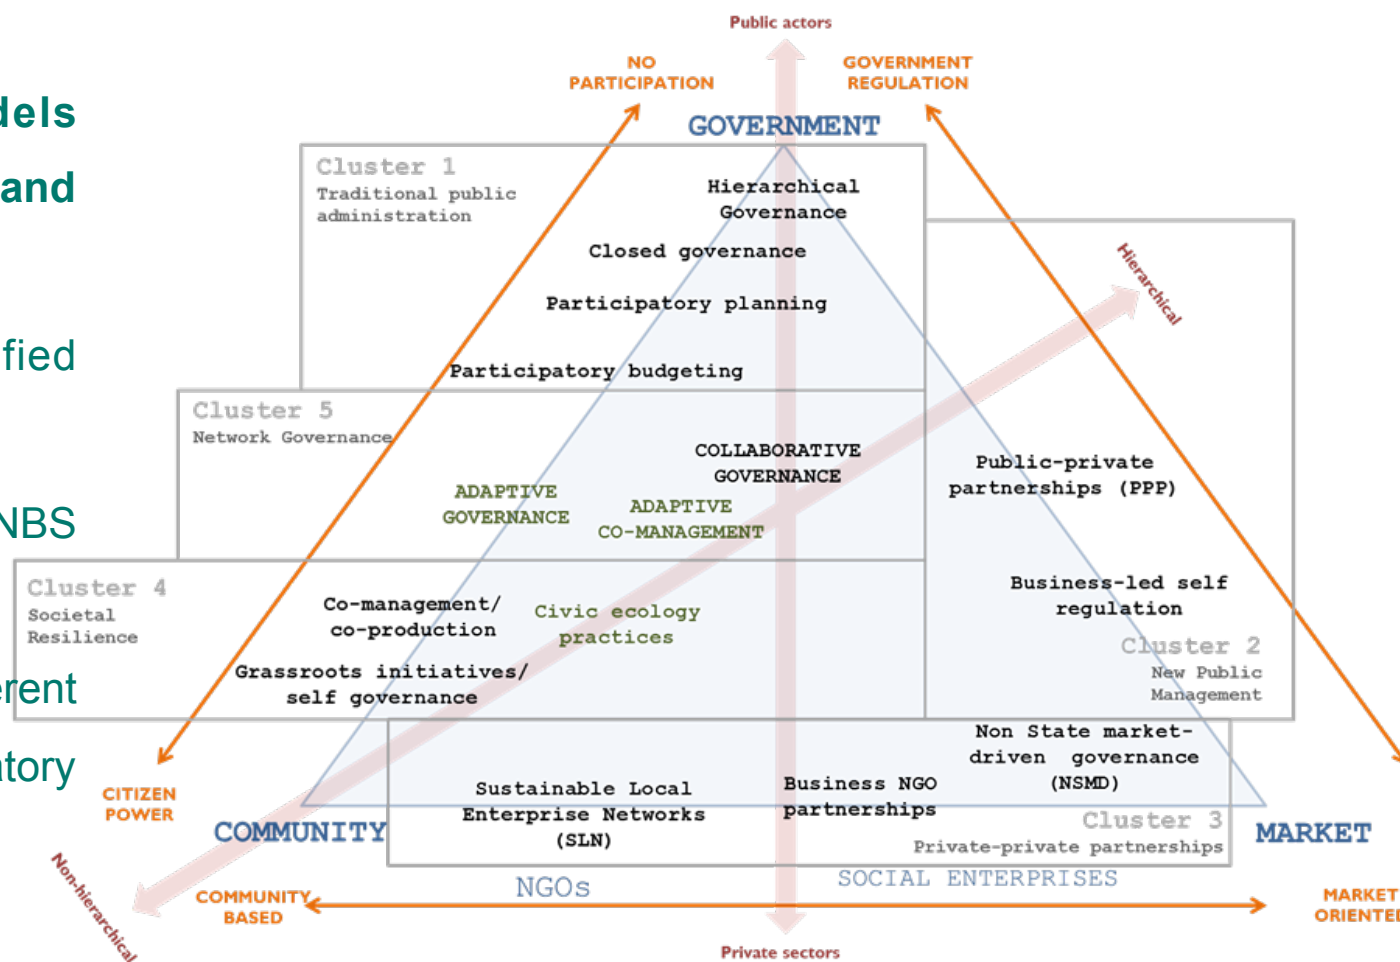 dels
and
fied
NBS
erent
atory
Public actors
NO
PARTICIPATION
GOVERNMENT
REGULATION
GOVERNMENT
Cluster 1
Traditional public
administration
Hierarchical
Governance
Closed governance
Participatory planning
Participatory budgeting
Hierarchical
Cluster 5
Network Governance
COLLABORATIVE
GOVERNANCE
ADAPTIVE
GOVERNANCE
ADAPTIVE
CO-MANAGEMENT
Public-private
partnerships (PPP)
Cluster 4
Societal
Resilience
Co-management/
co-production
Civic ecology
practices
Grassroots initiatives/
self governance
Business-led self
regulation
Cluster 2
New Public
Management
Non State market-
driven governance
(NSMD)
Sustainable Local
Enterprise Networks
(SLN)
Business NGO
partnerships
Cluster 3
Private-private partnerships
CITIZEN
POWER
COMMUNITY
MARKET
Non-hierarchical
COMMUNITY
BASED
NGOs
SOCIAL ENTERPRISES
MARKET
ORIENTED
Private sectors